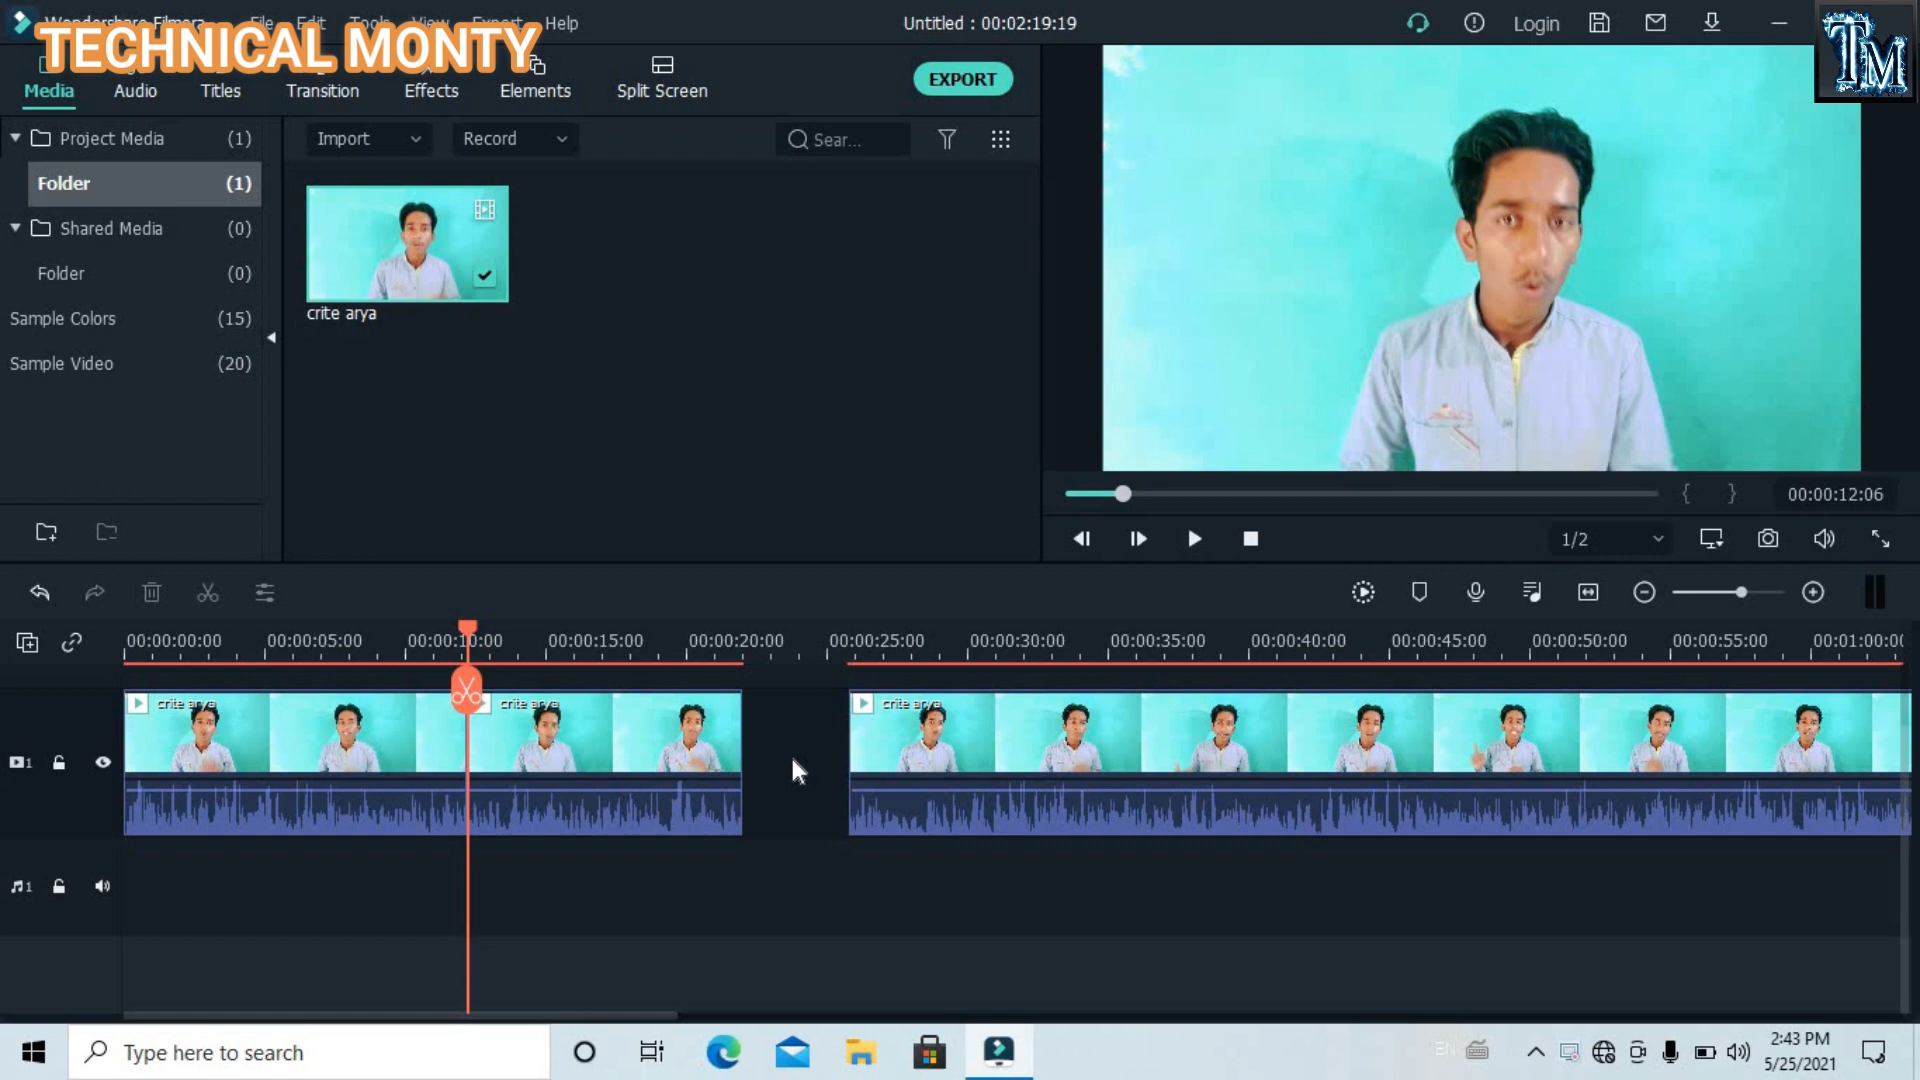 Wondershare Filmora File Edit Tools View Export Help
Untitled : 00:02:19:19
Login
TECHNICAL MONTY
TM
Media Audio Titles Transition Effects Elements Split Screen
EXPORT
Project Media (1)
Folder (1)
Shared Media (0)
Folder (0)
Sample Colors (15)
Sample Video (20)
Import Record Sear...
crite arya
00:00:12:06
1/2
00:00:00:00 00:00:05:00 00:00:10:00 00:00:15:00 00:00:20:00 00:00:25:00 00:00:30:00 00:00:35:00 00:00:40:00 00:00:45:00 00:00:50:00 00:00:55:00 00:01:00:0
crite arya crite arya crite arya
1
1
Type here to search
EN
2:43 PM
5/25/2021